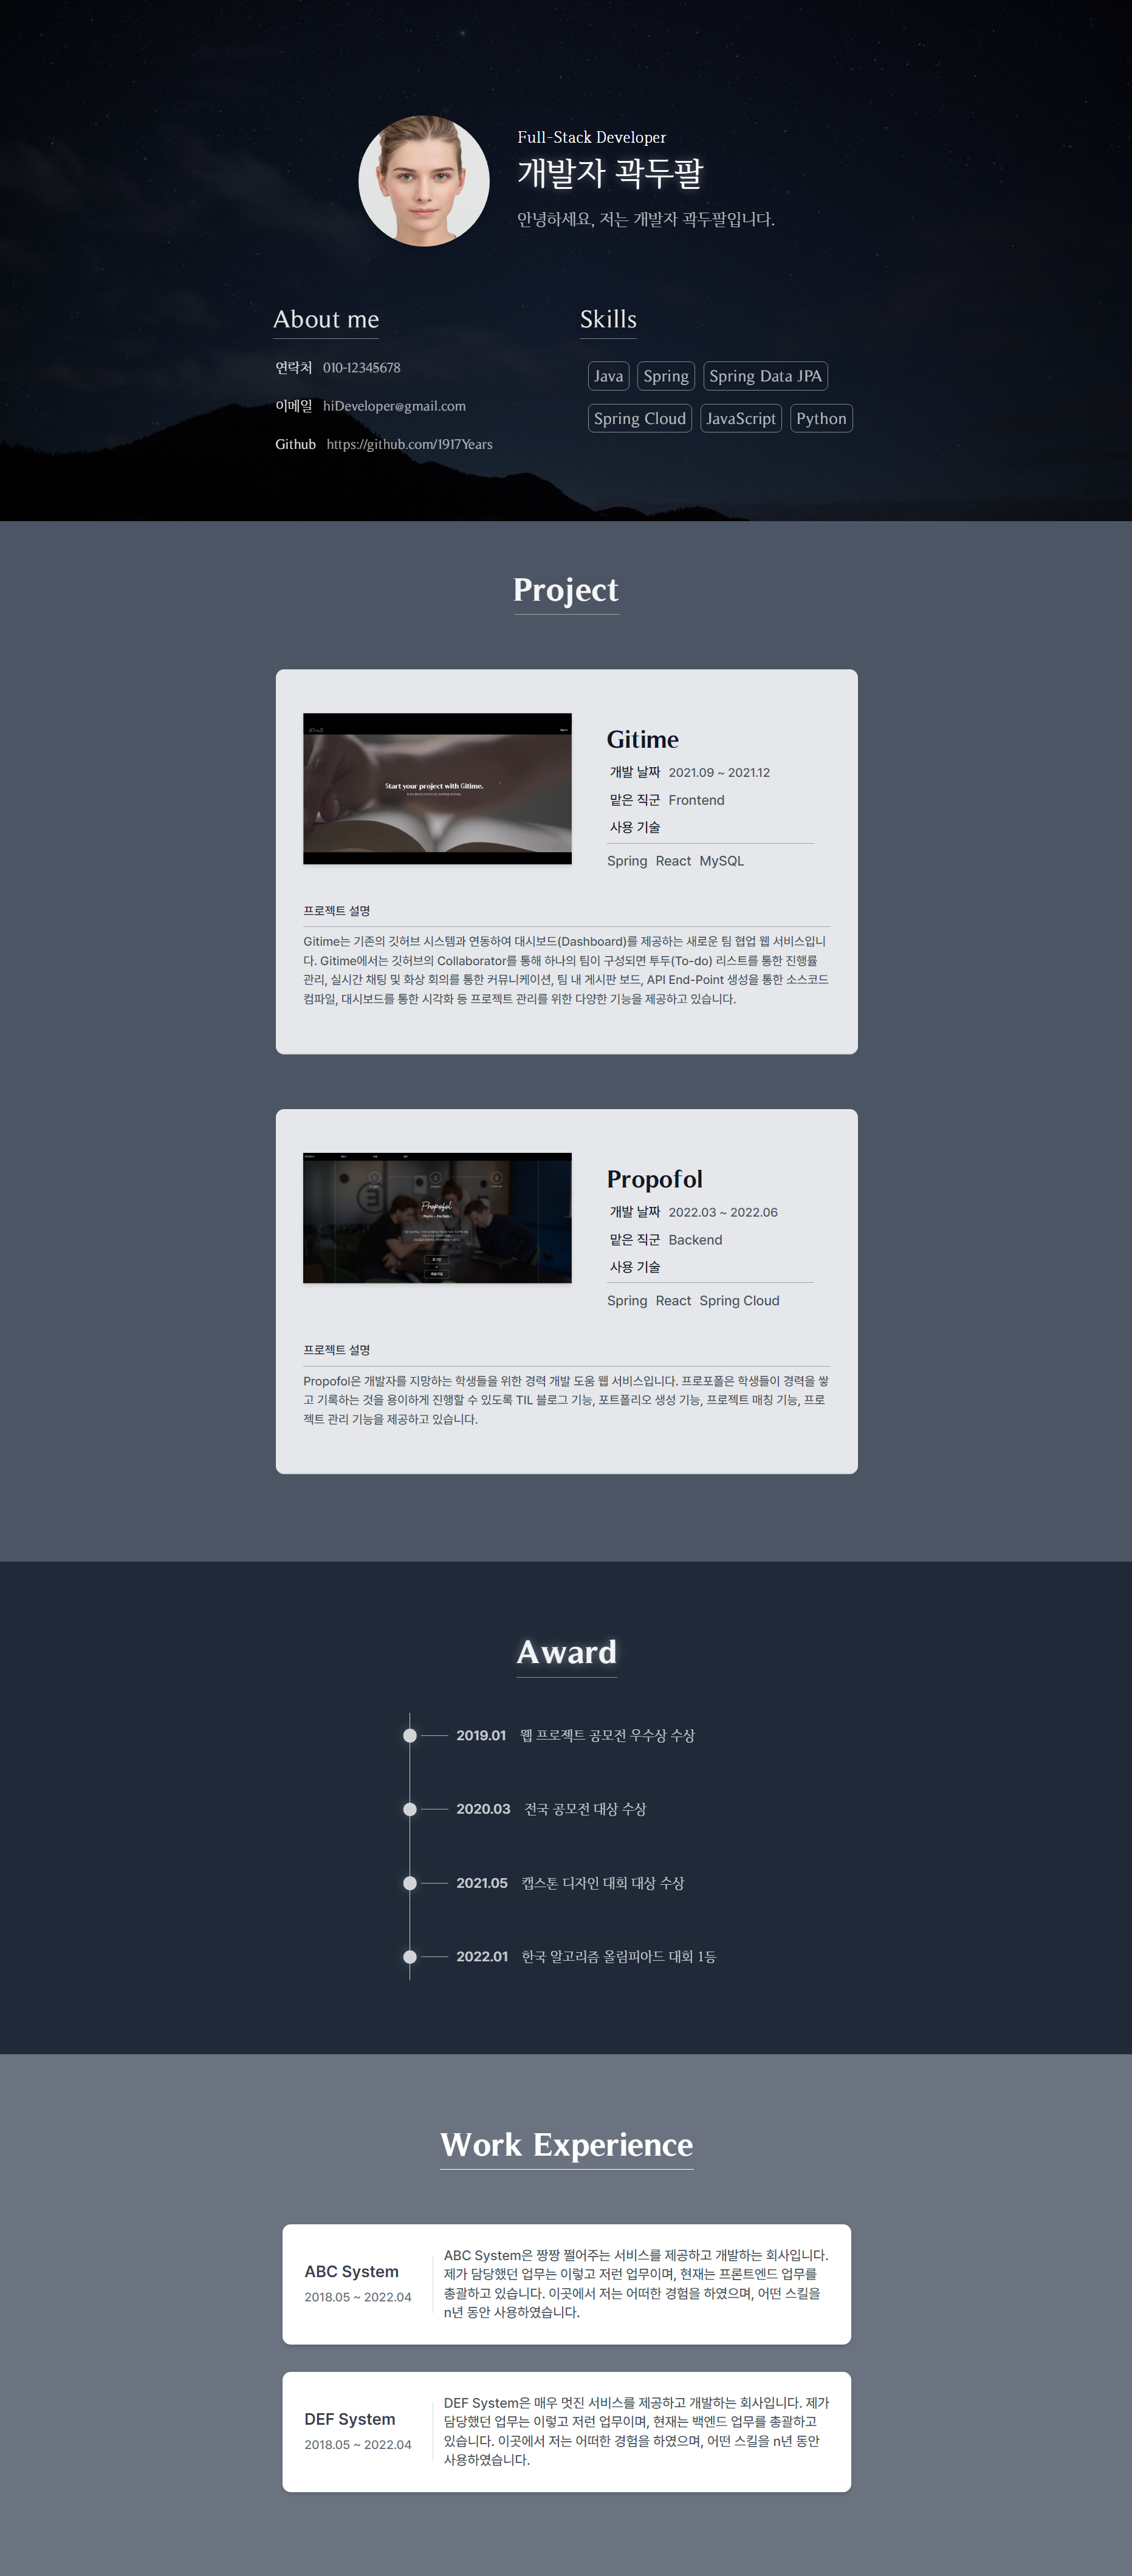 Full-Stack Developer
개발자 곽두팔
안녕하세요, 저는 개발자 곽두팔입니다.
About me
연락처 010-12345678
이메일 hiDeveloper@gmail.com
Github https://github.com/1917Years
Skills
Java Spring Spring Data JPA
Spring Cloud JavaScript Python
Project
Start your project with Gitime.
Gitime
개발 날짜 2021.09 ~ 2021.12
맡은 직군 Frontend
사용 기술
Spring React MySQL
프로젝트 설명
Gitime는 기존의 깃허브 시스템과 연동하여 대시보드(Dashboard)를 제공하는 새로운 팀 협업 웹 서비스입니
다. Gitime에서는 깃허브의 Collaborator를 통해 하나의 팀이 구성되면 투두(To-do) 리스트를 통한 진행률
관리, 실시간 채팅 및 화상 회의를 통한 커뮤니케이션, 팀 내 게시판 보드, API End-Point 생성을 통한 소스코드
컴파일, 대시보드를 통한 시각화 등 프로젝트 관리를 위한 다양한 기능을 제공하고 있습니다.
Propofol
Propofol
개발 날짜 2022.03 ~ 2022.06
맡은 직군 Backend
사용 기술
Spring React Spring Cloud
프로젝트 설명
Propofol은 개발자를 지망하는 학생들을 위한 경력 개발 도움 웹 서비스입니다. 프로포폴은 학생들이 경력을 쌓
고 기록하는 것을 용이하게 진행할 수 있도록 TIL 블로그 기능, 포트폴리오 생성 기능, 프로젝트 매칭 기능, 프로
젝트 관리 기능을 제공하고 있습니다.
Award
2019.01 웹 프로젝트 공모전 우수상 수상
2020.03 전국 공모전 대상 수상
2021.05 캡스톤 디자인 대회 대상 수상
2022.01 한국 알고리즘 올림피아드 대회 1등
Work Experience
ABC System
2018.05 ~ 2022.04
ABC System은 짱짱 쩔어주는 서비스를 제공하고 개발하는 회사입니다.
제가 담당했던 업무는 이렇고 저런 업무이며, 현재는 프론트엔드 업무를
총괄하고 있습니다. 이곳에서 저는 어떠한 경험을 하였으며, 어떤 스킬을
n년 동안 사용하였습니다.
DEF System
2018.05 ~ 2022.04
DEF System은 매우 멋진 서비스를 제공하고 개발하는 회사입니다. 제가
담당했던 업무는 이렇고 저런 업무이며, 현재는 백엔드 업무를 총괄하고
있습니다. 이곳에서 저는 어떠한 경험을 하였으며, 어떤 스킬을 n년 동안
사용하였습니다.